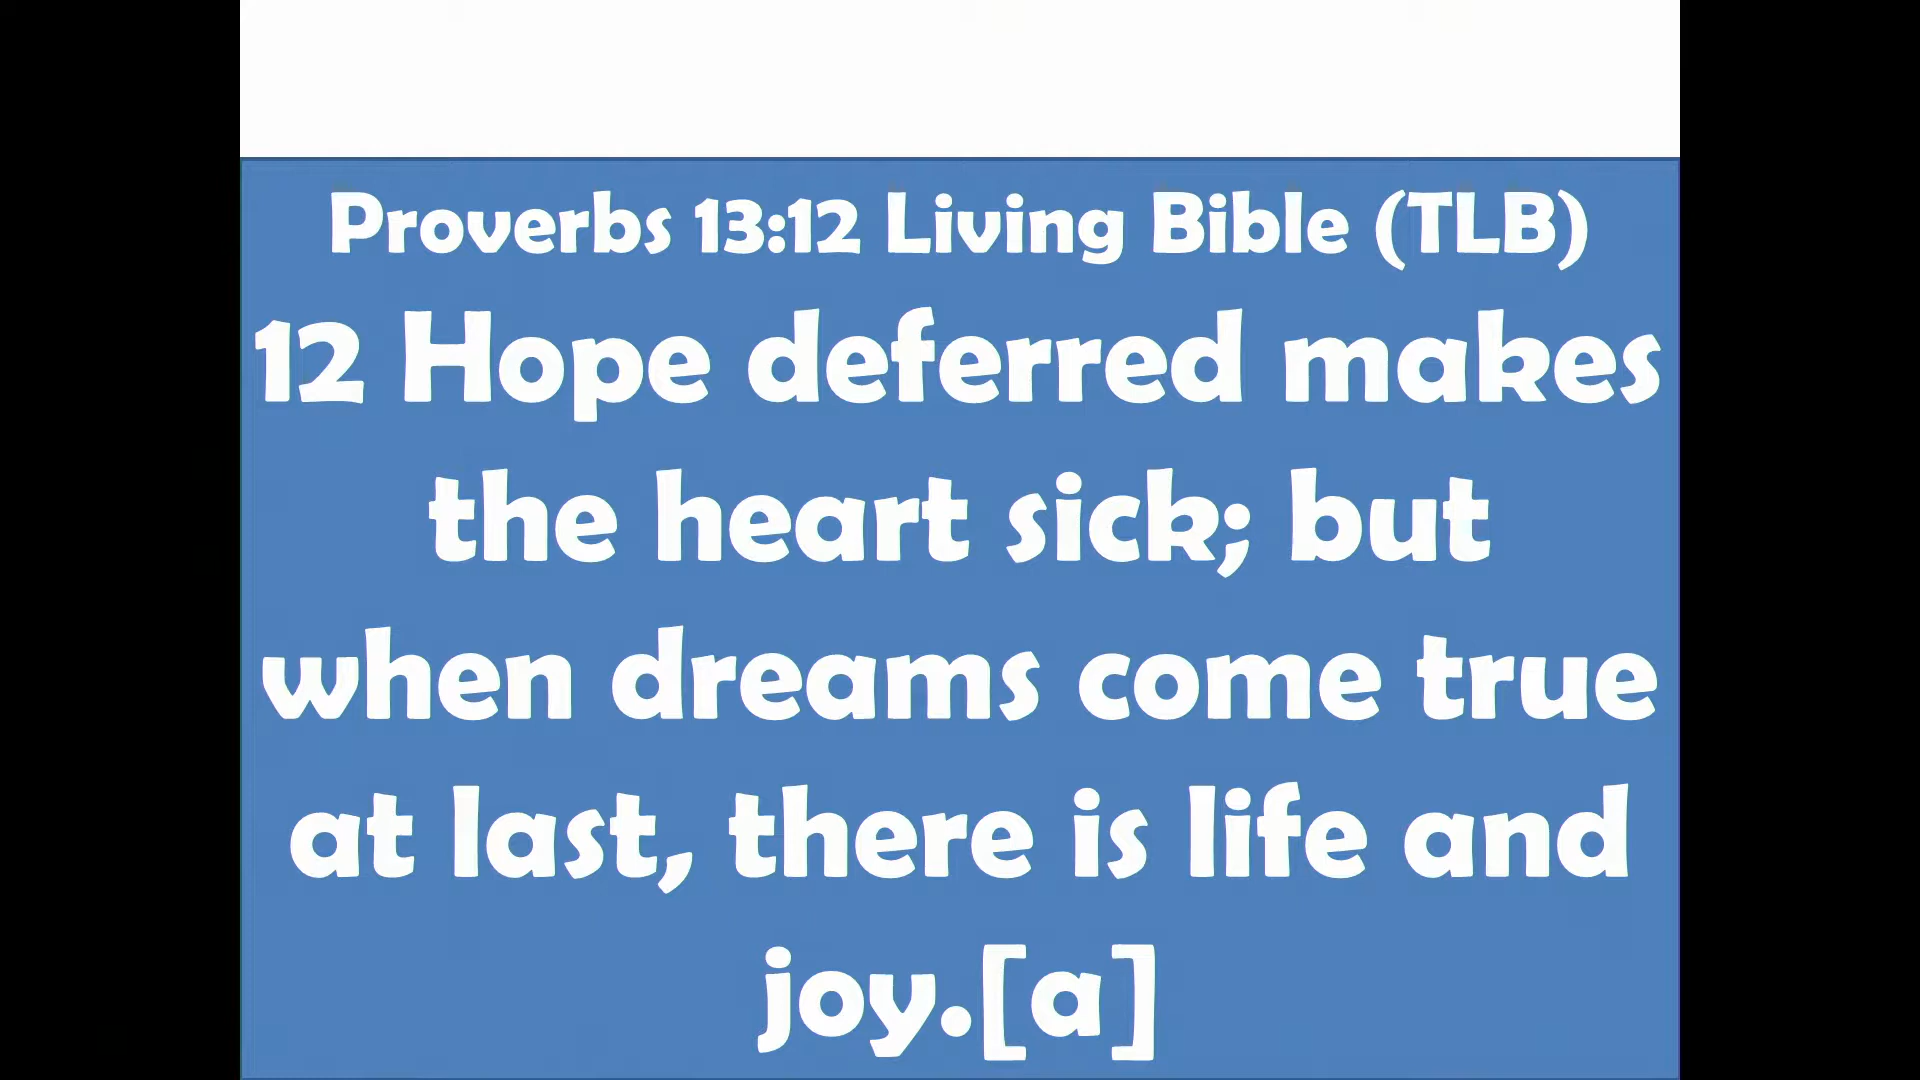 Proverbs 13:12 Living Bible (TLB)
12 Hope deferred makes
the heart sick; but
when dreams come true
at last, there is life and
joy.[a]